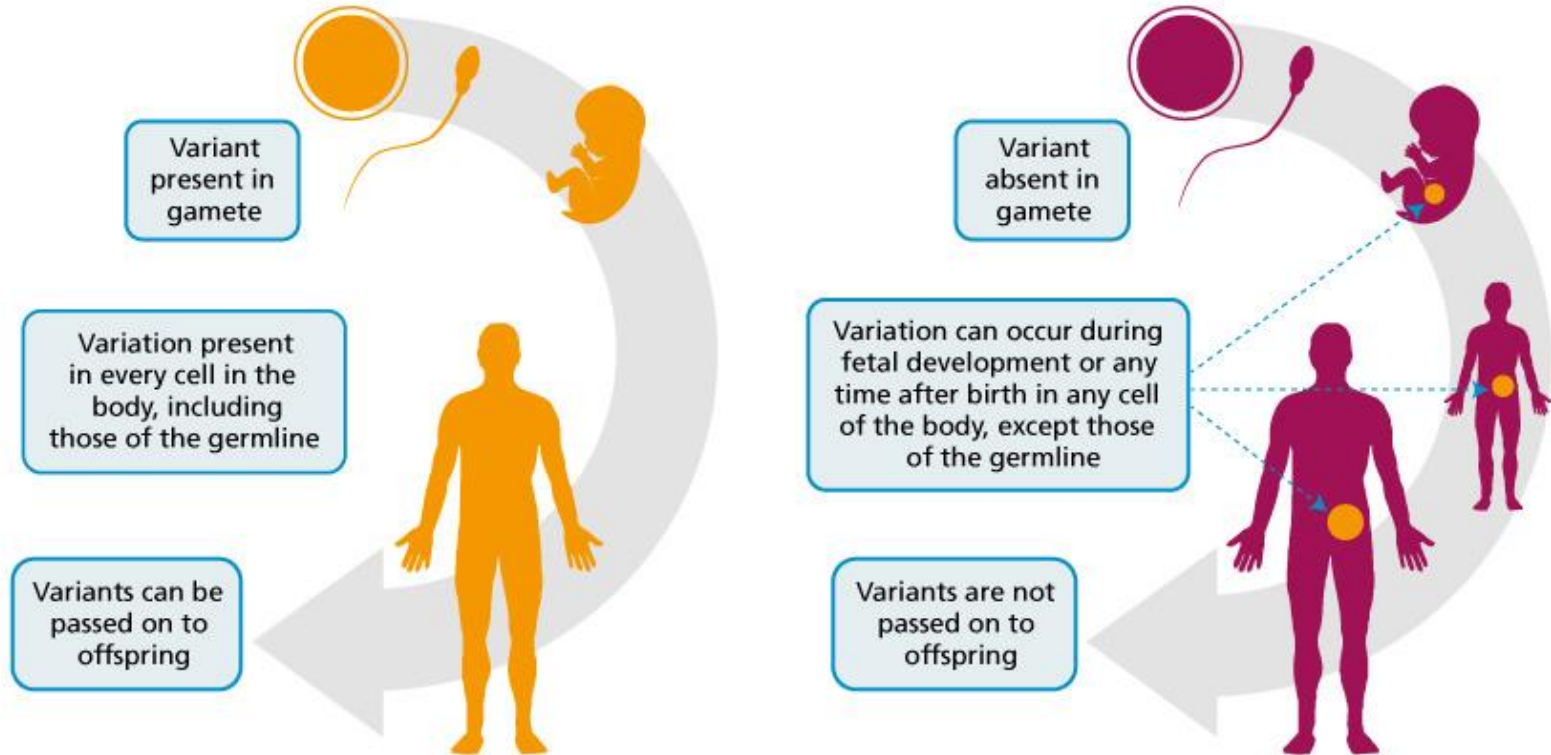 Variant
present in
gamete
Variation present
in every cell in the
body, including
those of the germline
Variants can be
passed on to
offspring
Variant
absent in
gamete
Variation can occur during
fetal development or any
time after birth in any cell
of the body, except those
of the germline
Variants are not
passed on to
offspring